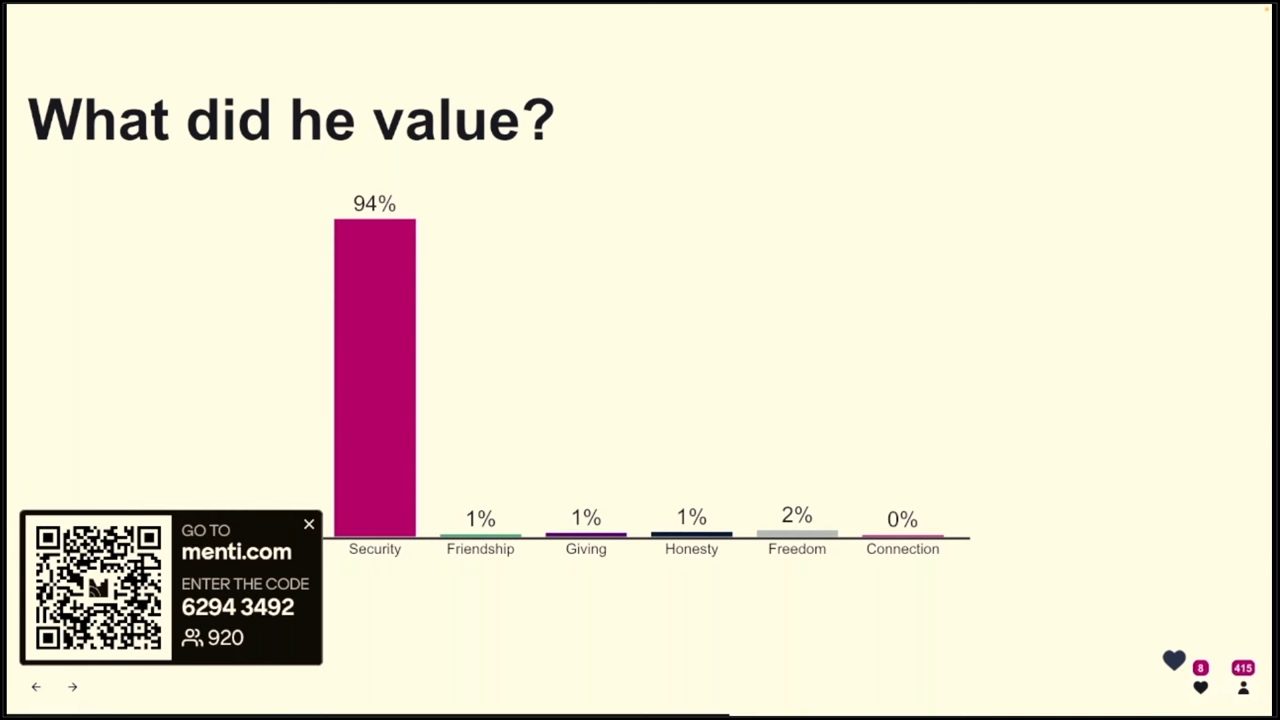 What did he value?
94%
1%
1%
1%
2%
0%
Security
Friendship
Giving
Honesty
Freedom
Connection
GO TO
menti.com
ENTER THE CODE
6294 3492
920
8
415